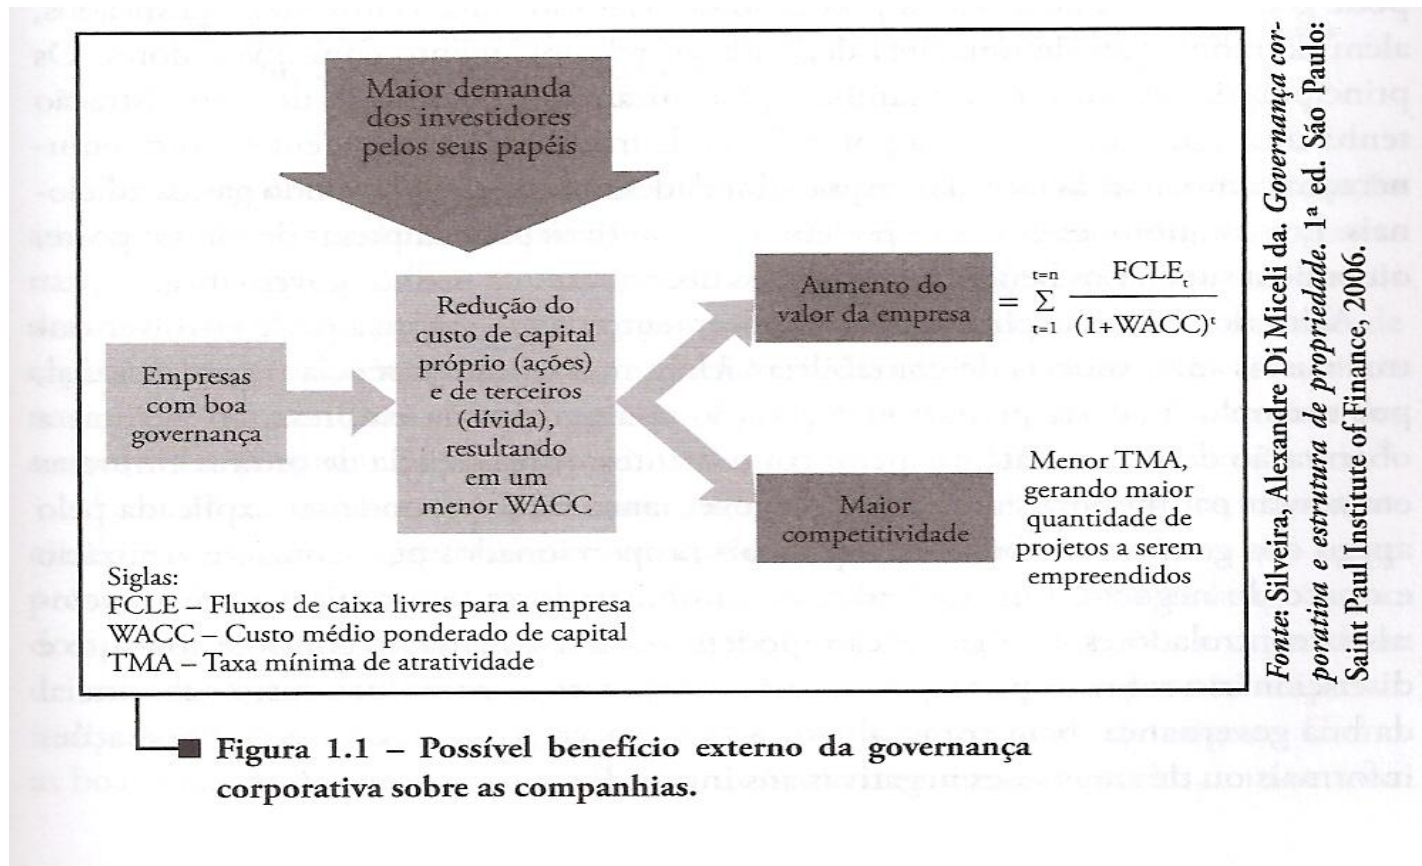 Maior demanda
dos investidores
pelos seus papéis
Empresas
com boa
governança
Redução do
custo de capital
próprio (ações)
e de terceiros
(dívida),
resultando
em um
menor WACC
Aumento do
valor da empresa
= t=n Σ t=1 FCLEₜ / (1+WACC)ᵗ
Maior
competitividade
Menor TMA,
gerando maior
quantidade de
projetos a serem
empreendidos
Siglas:
FCLE – Fluxos de caixa livres para a empresa
WACC – Custo médio ponderado de capital
TMA – Taxa mínima de atratividade
Fonte: Silveira, Alexandre Di Miceli da. Governança cor-
porativa e estrutura de propriedade. 1ª ed. São Paulo:
Saint Paul Institute of Finance, 2006.
■ Figura 1.1 – Possível benefício externo da governança
corporativa sobre as companhias.